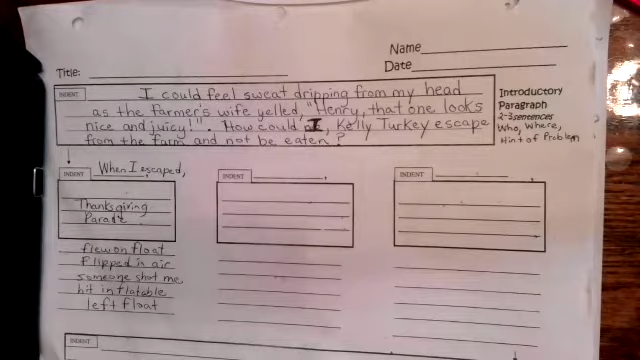 Name
Date
Title:
INDENT I could feel sweat dripping from my head
as the farmer's wife yelled, "Henry, that one looks
nice and juicy!". How could I, Kelly Turkey escape
from the farm and not be eaten?
Introductory
Paragraph
2-3 sentences
Who, Where,
Hint of Problem
INDENT When I escaped,
Thanksgiving
Parade
flew on float
flipped in air
someone shot me
hit inflatable
left float
INDENT ,
INDENT ,
INDENT